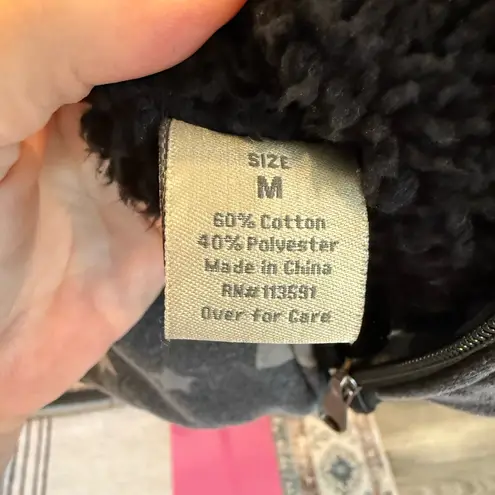 SIZE
M
60% Cotton
40% Polyester
Made in China
RN#113591
Over for Care